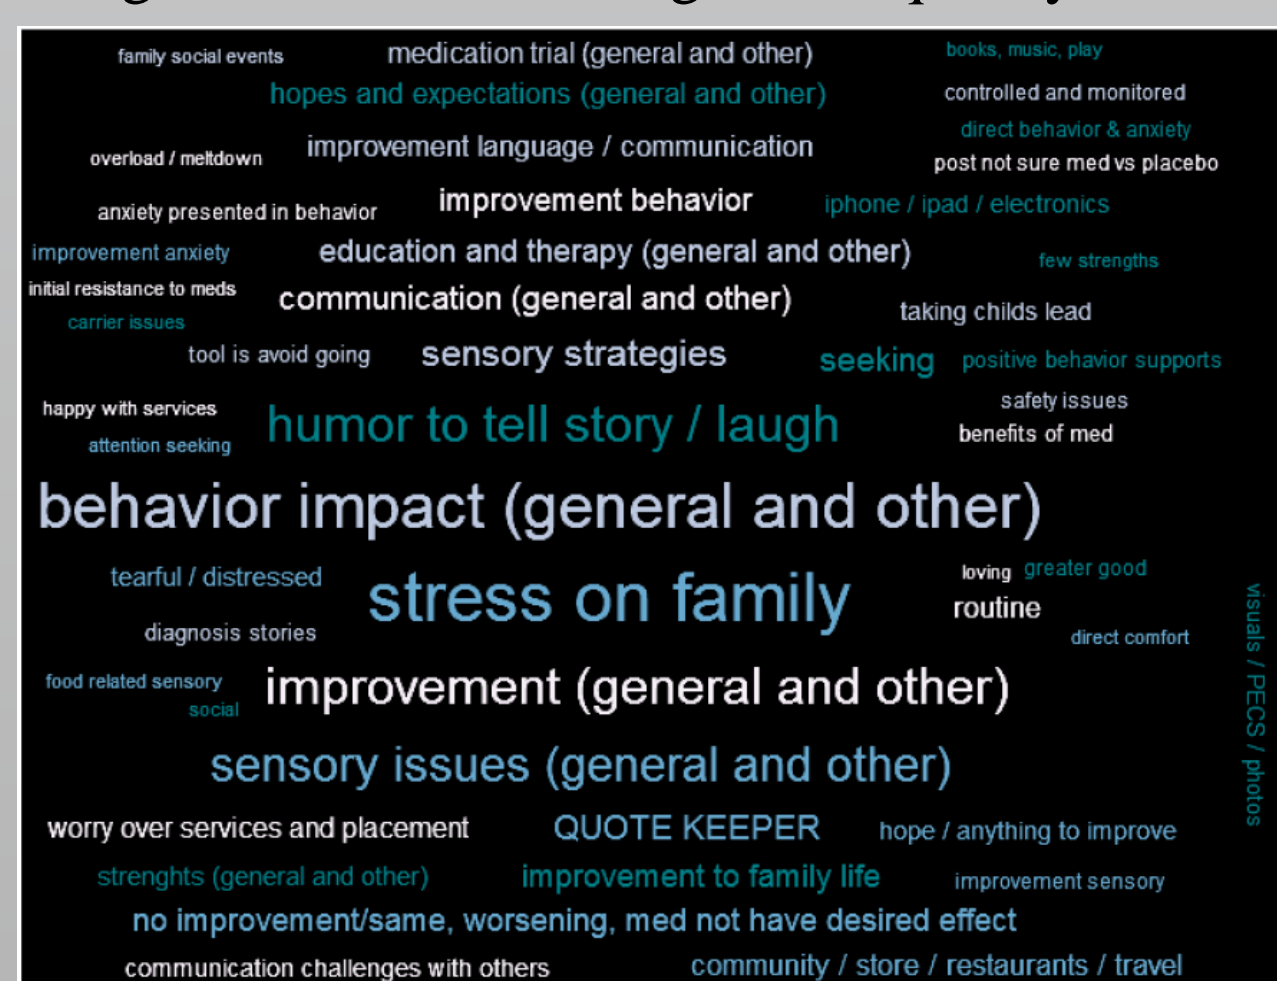 family social events
medication trial (general and other)
books, music, play
hopes and expectations (general and other)
controlled and monitored
direct behavior & anxiety
improvement language / communication
overload / meltdown
post not sure med vs placebo
improvement behavior
iphone / ipad / electronics
anxiety presented in behavior
improvement anxiety
education and therapy (general and other)
few strengths
initial resistance to meds
communication (general and other)
taking childs lead
carrier issues
tool is avoid going
sensory strategies
seeking
positive behavior supports
happy with services
safety issues
humor to tell story / laugh
attention seeking
benefits of med
behavior impact (general and other)
tearful / distressed
stress on family
loving
greater good
routine
diagnosis stories
direct comfort
visuals / PECS / photos
food related sensory
improvement (general and other)
social
sensory issues (general and other)
worry over services and placement
QUOTE KEEPER
hope / anything to improve
strenghts (general and other)
improvement to family life
improvement sensory
no improvement/same, worsening, med not have desired effect
communication challenges with others
community / store / restaurants / travel